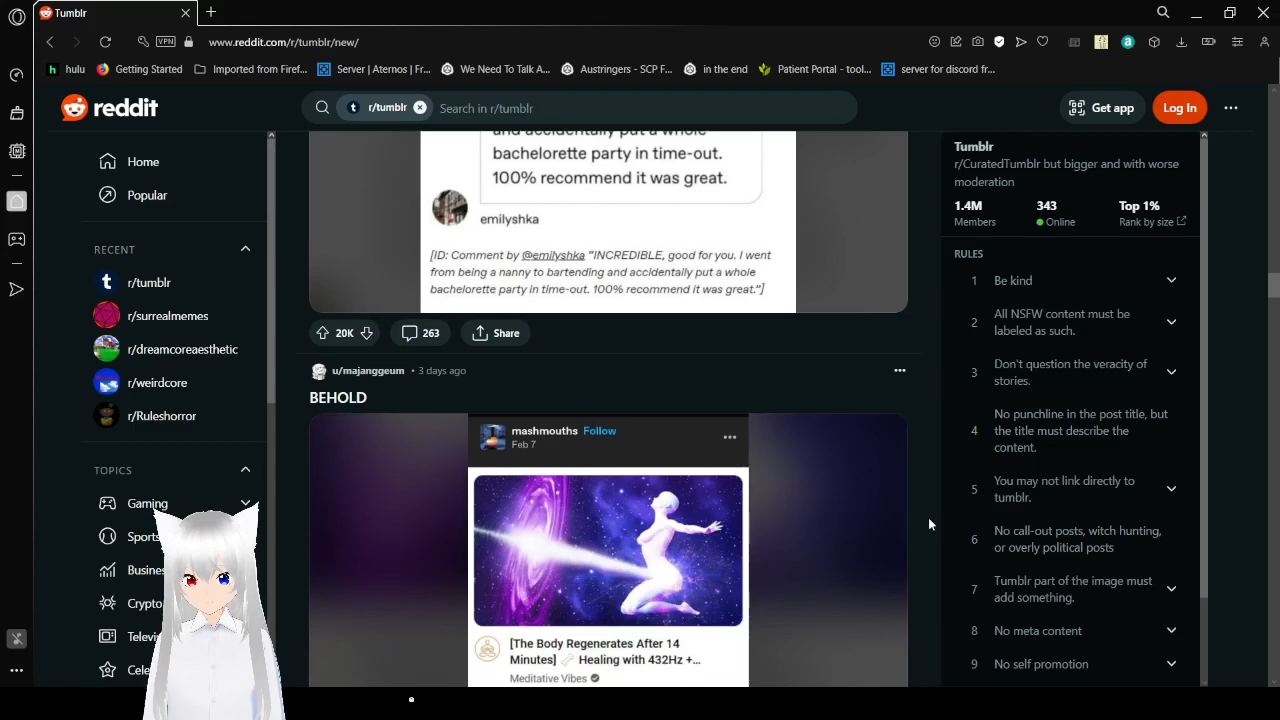 Tumblr
VPN
www.reddit.com/r/tumblr/new/
hulu
Getting Started
Imported from Firef...
Server | Aternos | Fr...
We Need To Talk A...
Austringers - SCP F...
in the end
Patient Portal - tool...
server for discord fr...
reddit
r/tumblr
Search in r/tumblr
Get app
Log In
Home
Popular
RECENT
r/tumblr
r/surrealmemes
r/dreamcoreaesthetic
r/weirdcore
r/Ruleshorror
TOPICS
Gaming
Sports
Busines
Crypto
Televi
Cele
and accidentally put a whole
bachelorette party in time-out.
100% recommend it was great.
emilyshka
[ID: Comment by @emilyshka "INCREDIBLE, good for you. I went
from being a nanny to bartending and accidentally put a whole
bachelorette party in time-out. 100% recommend it was great."]
20K
263
Share
u/majanggeum • 3 days ago
BEHOLD
mashmouths Follow
Feb 7
[The Body Regenerates After 14
Minutes] 🦴 Healing with 432Hz +...
Meditative Vibes
Tumblr
r/CuratedTumblr but bigger and with worse
moderation
1.4M 343 Top 1%
Members Online Rank by size
RULES
1 Be kind
2 All NSFW content must be
labeled as such.
3 Don't question the veracity of
stories.
4 No punchline in the post title, but
the title must describe the
content.
5 You may not link directly to
tumblr.
6 No call-out posts, witch hunting,
or overly political posts
7 Tumblr part of the image must
add something.
8 No meta content
9 No self promotion